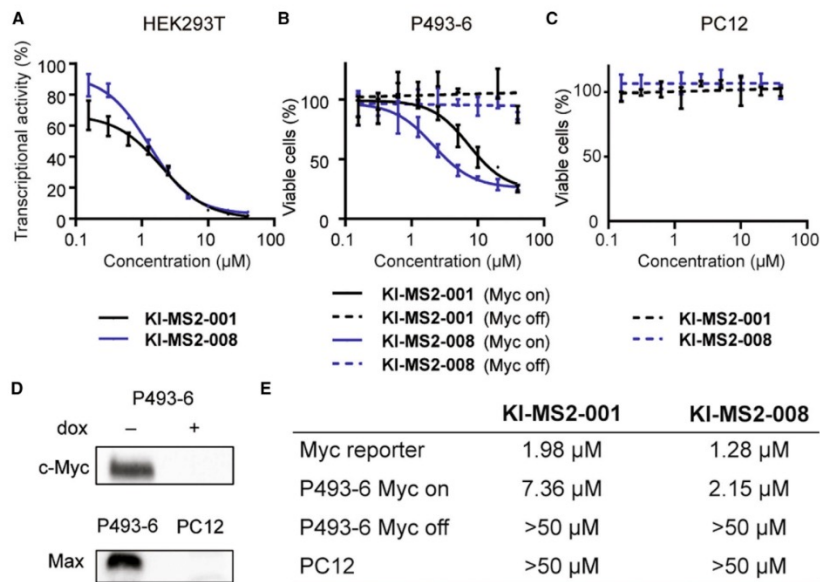 A
HEK293T
Transcriptional activity (%)
100
80
60
40
20
0
0.1 1 10 100
Concentration (μM)
KI-MS2-001
KI-MS2-008
B
P493-6
Viable cells (%)
100
50
0
0.1 1 10 100
Concentration (μM)
KI-MS2-001 (Myc on)
KI-MS2-001 (Myc off)
KI-MS2-008 (Myc on)
KI-MS2-008 (Myc off)
C
PC12
Viable cells (%)
100
50
0
0.1 1 10 100
Concentration (μM)
KI-MS2-001
KI-MS2-008
D
P493-6
dox – +
c-Myc
P493-6 PC12
Max
E
KI-MS2-001 KI-MS2-008
Myc reporter 1.98 μM 1.28 μM
P493-6 Myc on 7.36 μM 2.15 μM
P493-6 Myc off >50 μM >50 μM
PC12 >50 μM >50 μM